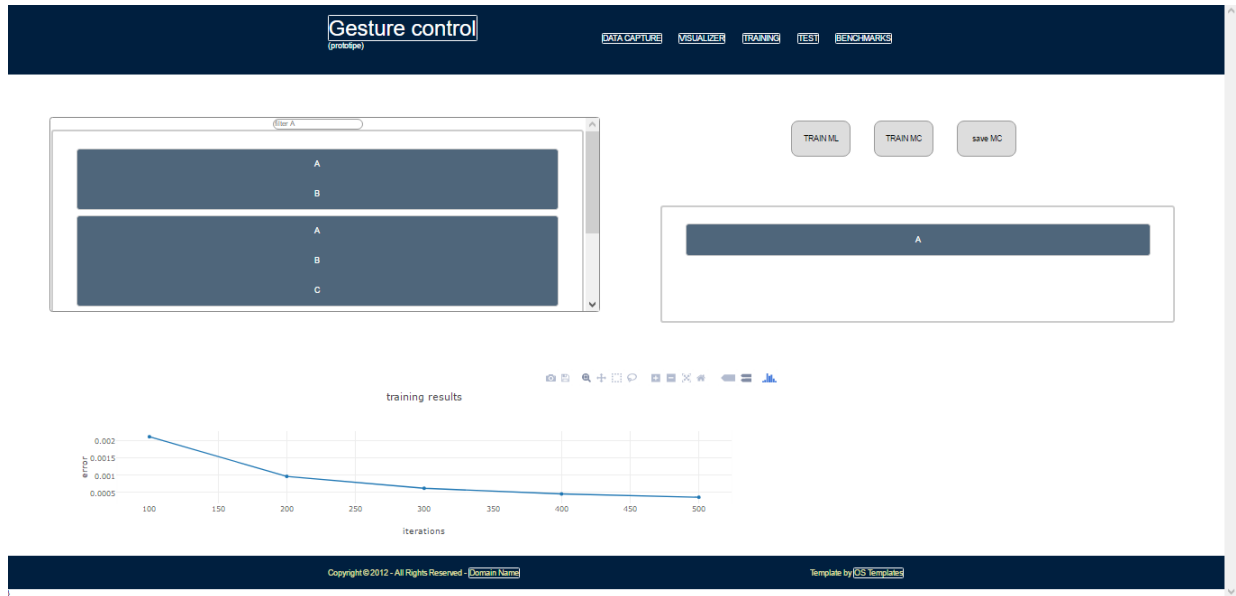 Gesture control
(prototipe)
DATA CAPTURE VISUALIZER TRAINING TEST BENCHMARKS
filter A
A
B
A
B
C
TRAIN ML TRAIN MC save MC
A
training results
error
0.002
0.0015
0.001
0.0005
100 150 200 250 300 350 400 450 500
iterations
Copyright © 2012 - All Rights Reserved - Domain Name
Template by OS Templates